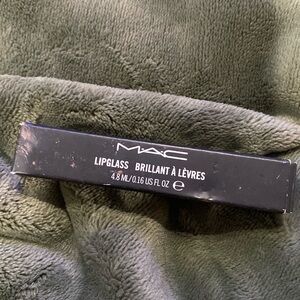 MAC
LIPGLASS BRILLANT À LÈVRES
4.8 ML/0.16 US FL OZ ℮